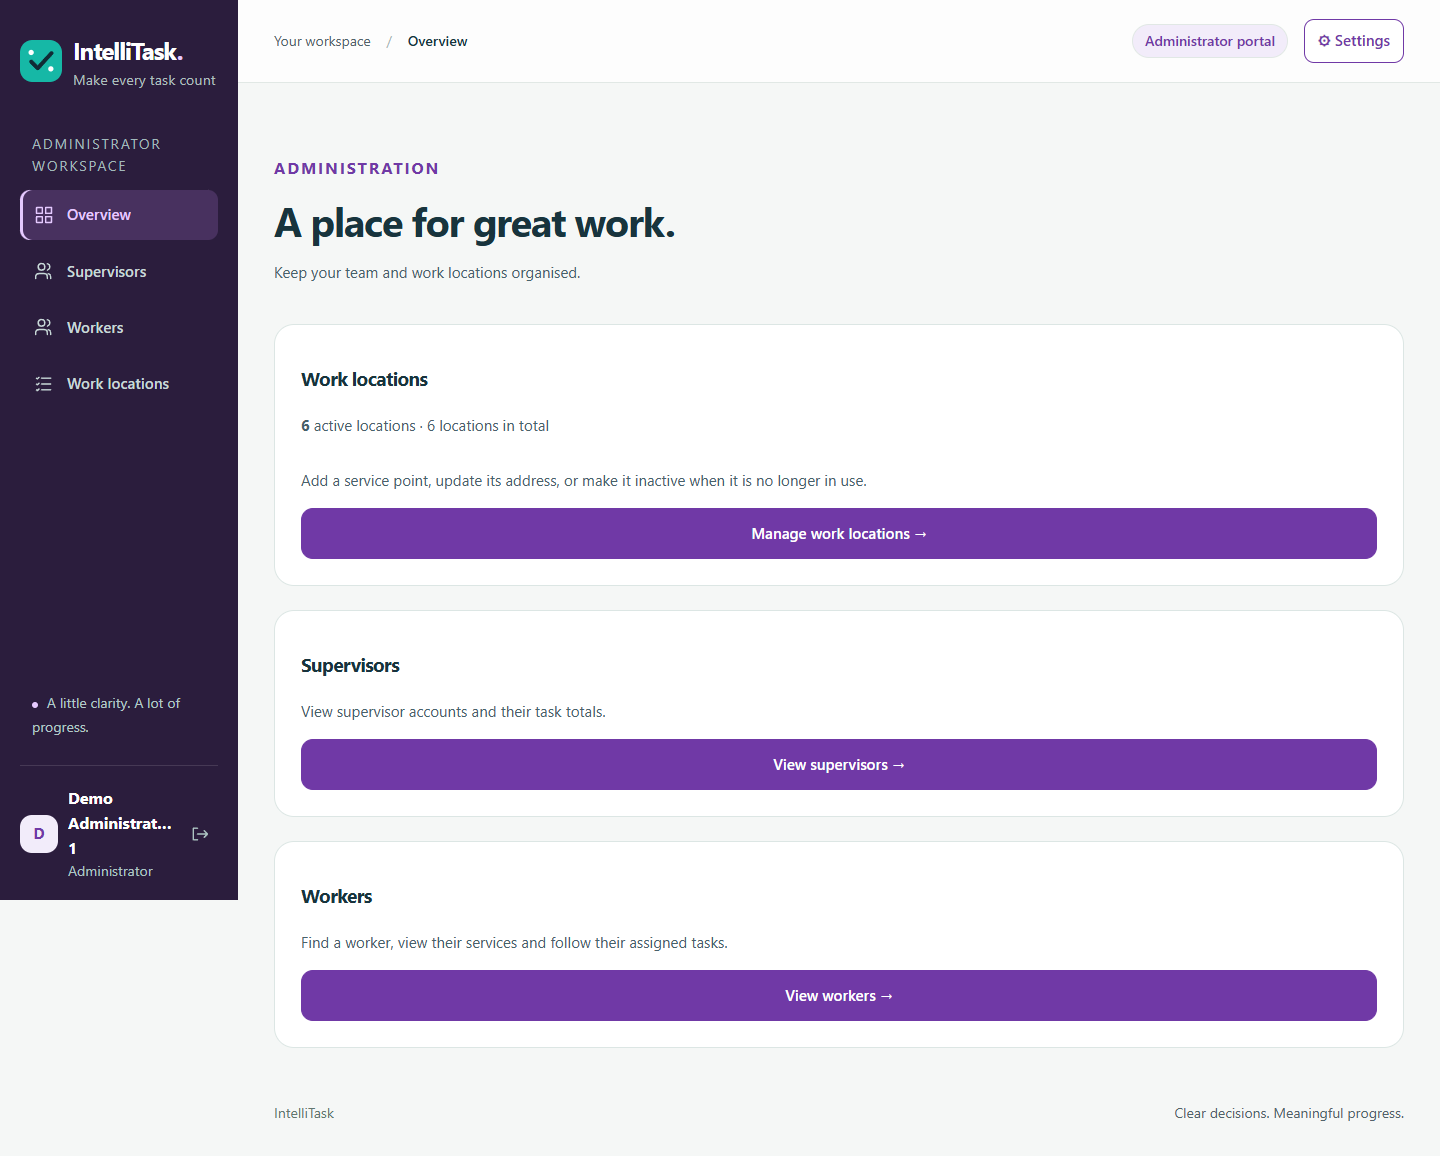 IntelliTask.
Make every task count
ADMINISTRATOR
WORKSPACE
Overview
Supervisors
Workers
Work locations
A little clarity. A lot of
progress.
D
Demo
Administrat...
1
Administrator
Your workspace / Overview
Administrator portal
⚙ Settings
ADMINISTRATION
A place for great work.
Keep your team and work locations organised.
Work locations
6 active locations · 6 locations in total
Add a service point, update its address, or make it inactive when it is no longer in use.
Manage work locations →
Supervisors
View supervisor accounts and their task totals.
View supervisors →
Workers
Find a worker, view their services and follow their assigned tasks.
View workers →
IntelliTask
Clear decisions. Meaningful progress.